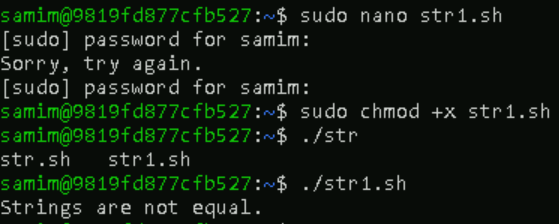 samim@9819fd877cfb527:~$ sudo nano str1.sh
[sudo] password for samim:
Sorry, try again.
[sudo] password for samim:
samim@9819fd877cfb527:~$ sudo chmod +x str1.sh
samim@9819fd877cfb527:~$ ./str
str.sh   str1.sh
samim@9819fd877cfb527:~$ ./str1.sh
Strings are not equal.